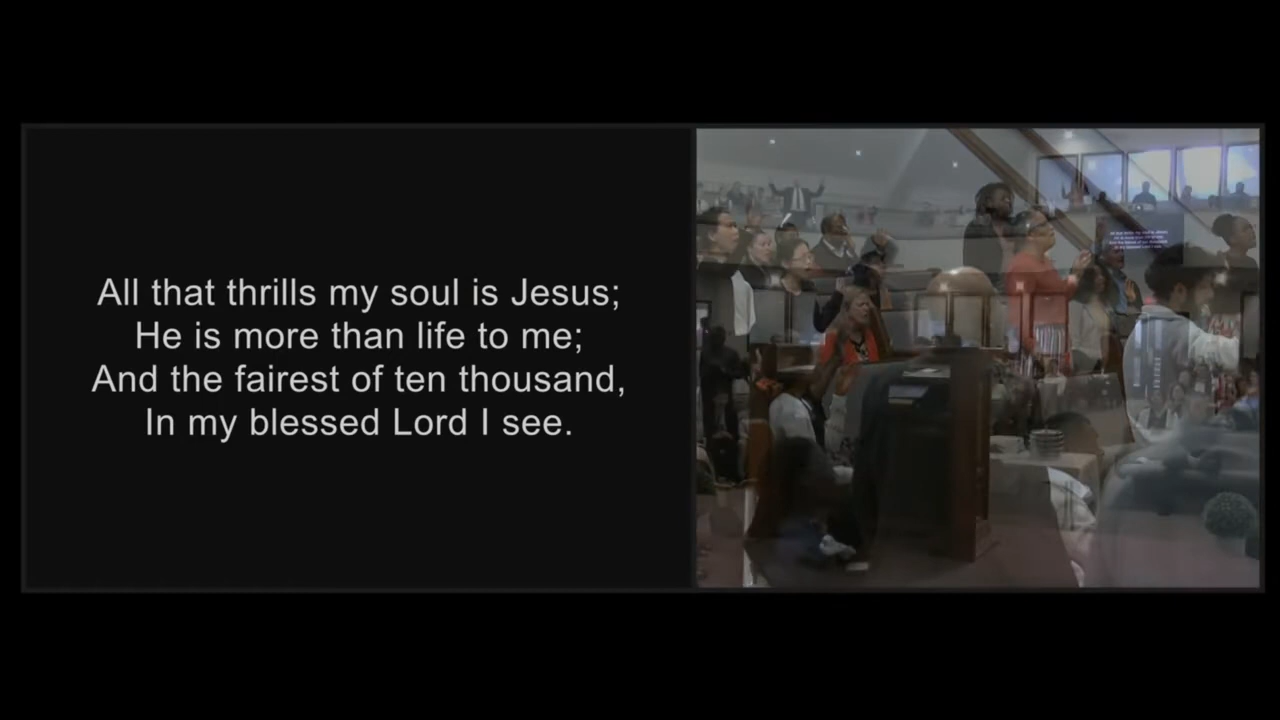 All that thrills my soul is Jesus;
He is more than life to me;
And the fairest of ten thousand,
In my blessed Lord I see.